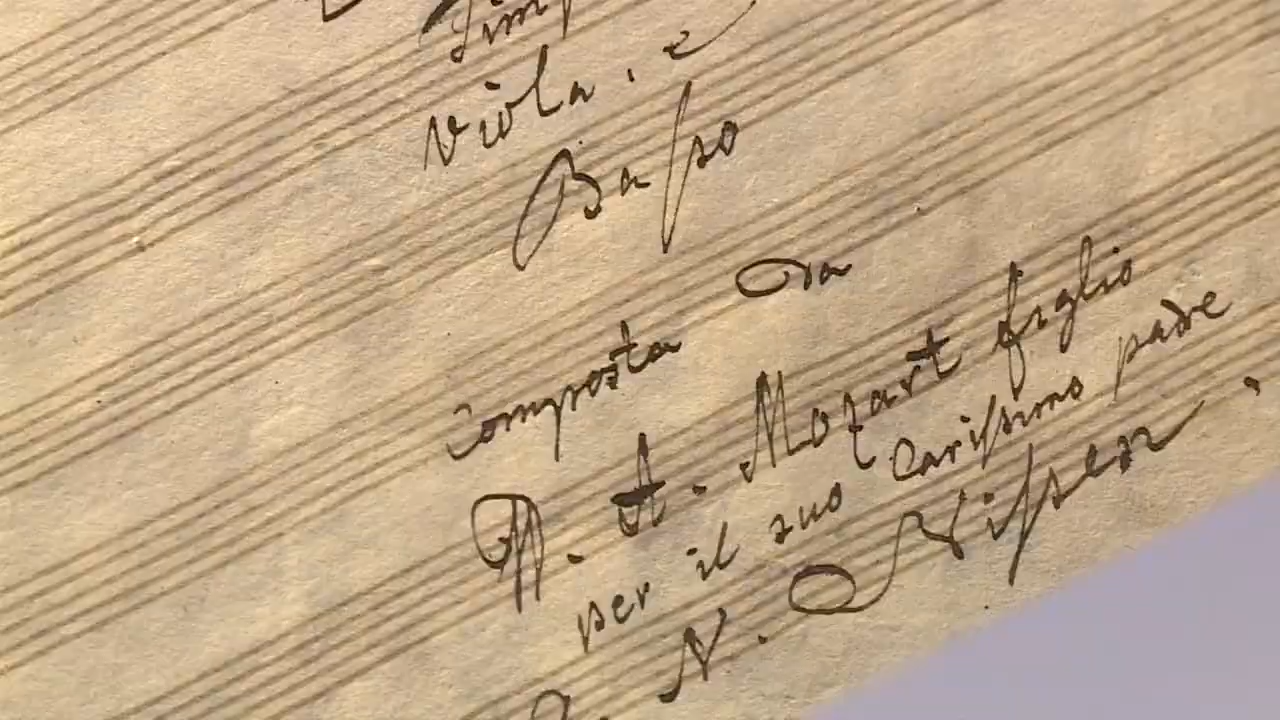 Viola. e
Basso
composta da
W. A. Mozart figlio
per il suo carissimo padre
N. Nissen